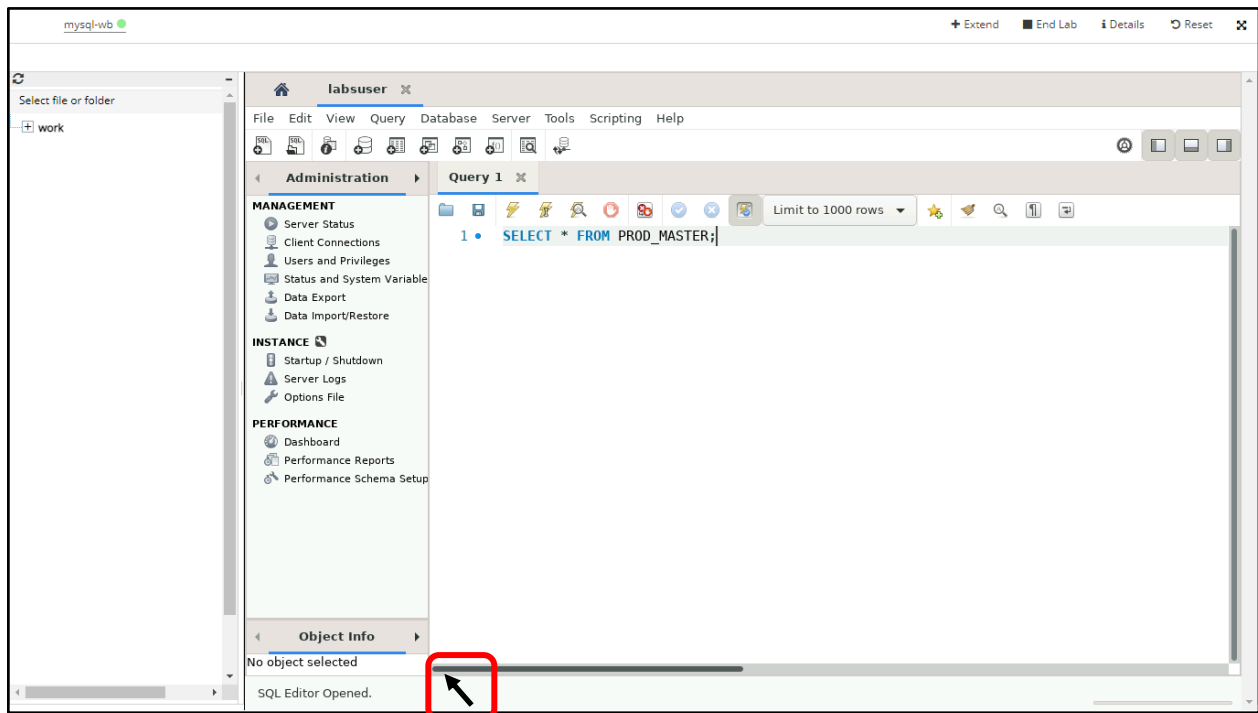 mysql-wb
Extend End Lab Details Reset
Select file or folder
work
labsuser
File Edit View Query Database Server Tools Scripting Help
Administration
Query 1
MANAGEMENT
Server Status
Client Connections
Users and Privileges
Status and System Variable
Data Export
Data Import/Restore
INSTANCE
Startup / Shutdown
Server Logs
Options File
PERFORMANCE
Dashboard
Performance Reports
Performance Schema Setup
Limit to 1000 rows
1 SELECT * FROM PROD_MASTER;
Object Info
No object selected
SQL Editor Opened.